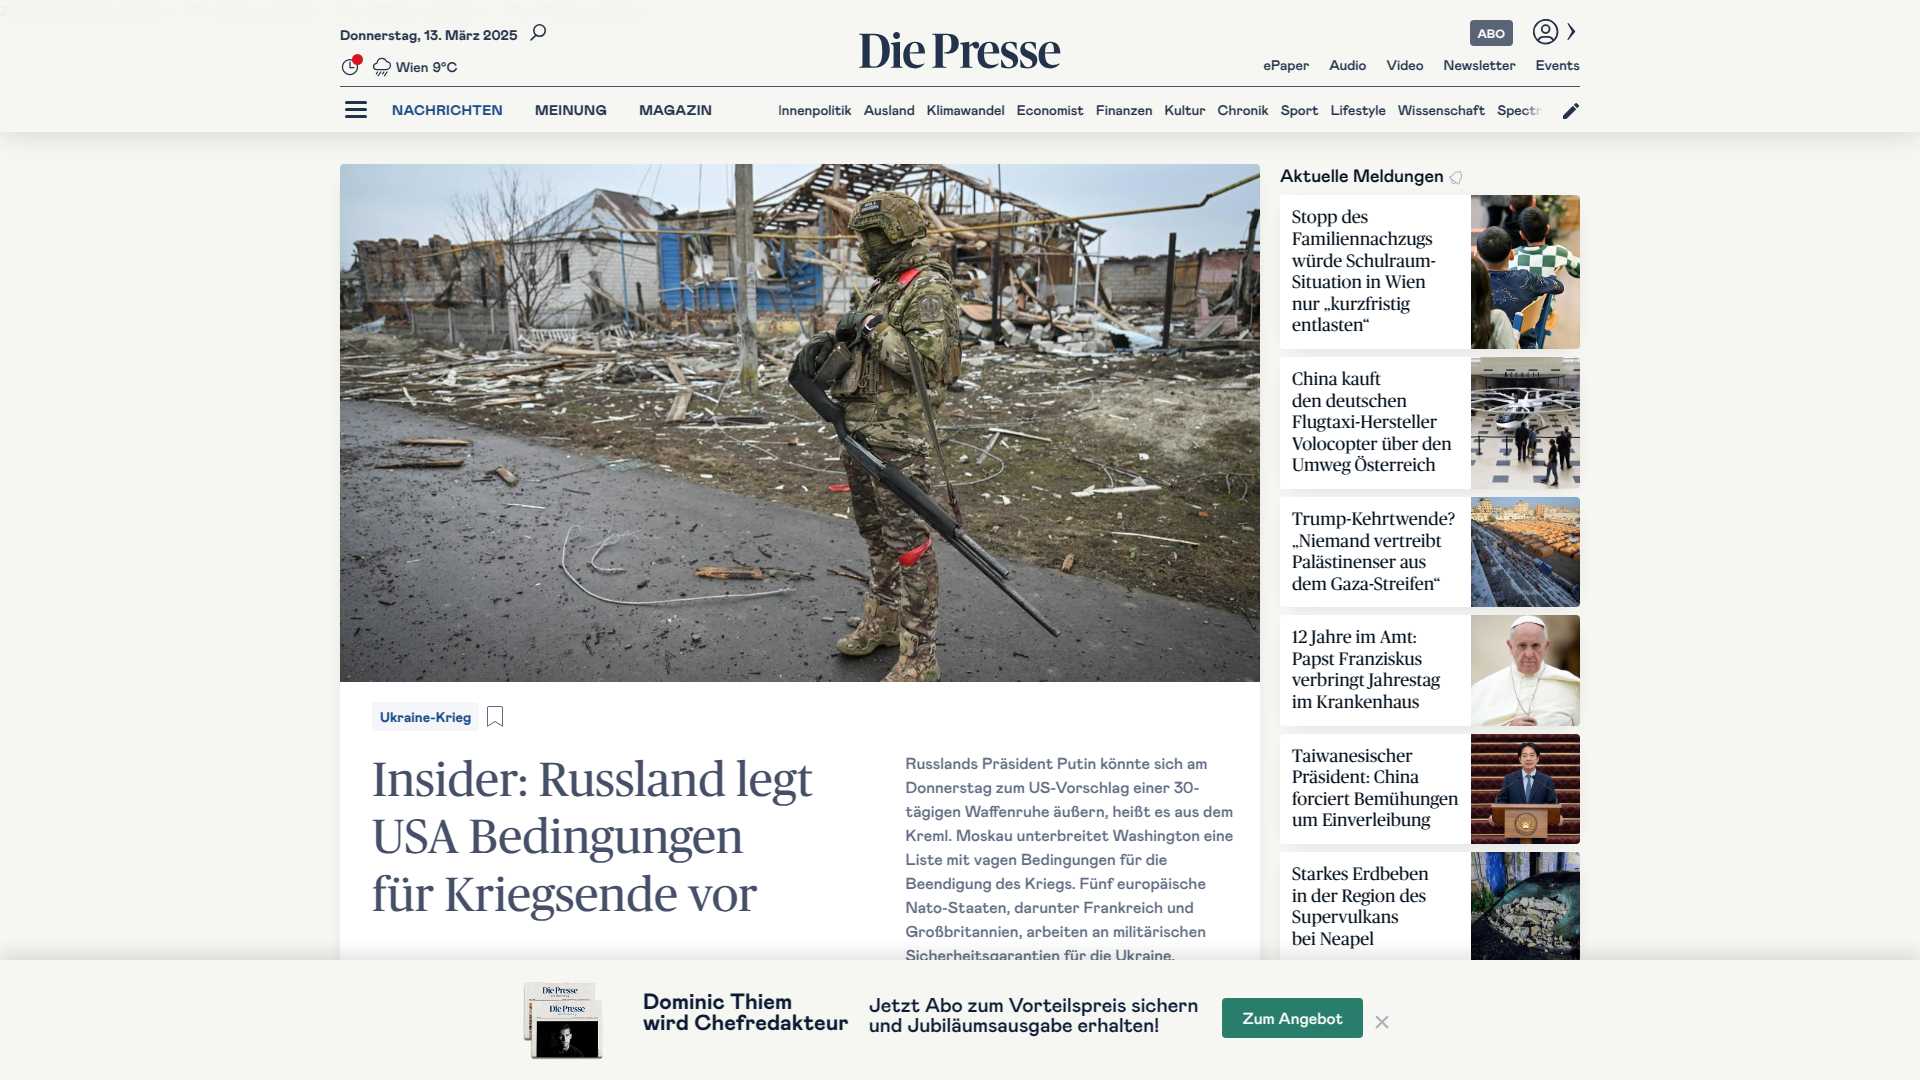 Donnerstag, 13. März 2025
Wien 9°C
Die Presse
ABO
ePaper Audio Video Newsletter Events
NACHRICHTEN MEINUNG MAGAZIN
Innenpolitik Ausland Klimawandel Economist Finanzen Kultur Chronik Sport Lifestyle Wissenschaft Spectr
Ukraine-Krieg
Insider: Russland legt
USA Bedingungen
für Kriegsende vor
Russlands Präsident Putin könnte sich am
Donnerstag zum US-Vorschlag einer 30-
tägigen Waffenruhe äußern, heißt es aus dem
Kreml. Moskau unterbreitet Washington eine
Liste mit vagen Bedingungen für die
Beendigung des Kriegs. Fünf europäische
Nato-Staaten, darunter Frankreich und
Großbritannien, arbeiten an militärischen
Sicherheitsgarantien für die Ukraine.
Aktuelle Meldungen
Stopp des
Familiennachzugs
würde Schulraum-
Situation in Wien
nur „kurzfristig
entlasten“
China kauft
den deutschen
Flugtaxi-Hersteller
Volocopter über den
Umweg Österreich
Trump-Kehrtwende?
„Niemand vertreibt
Palästinenser aus
dem Gaza-Streifen“
12 Jahre im Amt:
Papst Franziskus
verbringt Jahrestag
im Krankenhaus
Taiwanesischer
Präsident: China
forciert Bemühungen
um Einverleibung
Starkes Erdbeben
in der Region des
Supervulkans
bei Neapel
Die Presse
Die Presse
Dominic Thiem
wird Chefredakteur
Jetzt Abo zum Vorteilspreis sichern
und Jubiläumsausgabe erhalten!
Zum Angebot